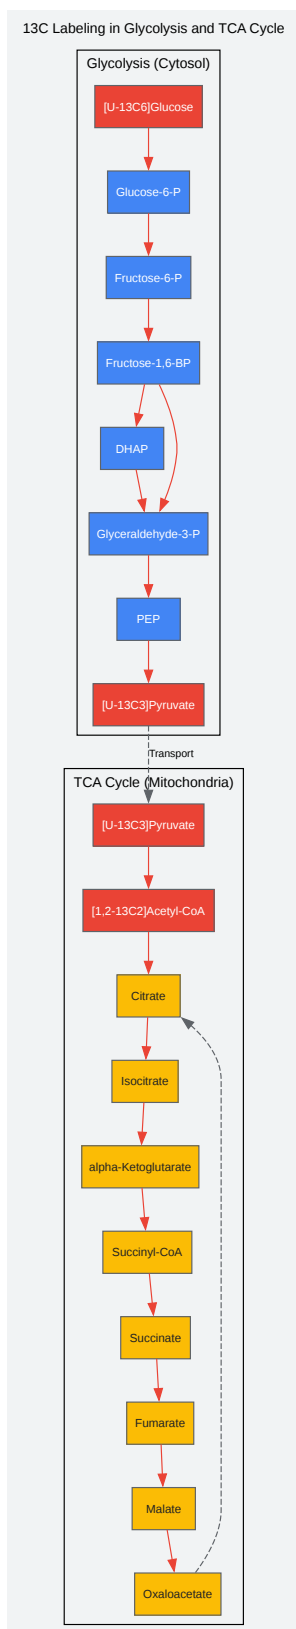 13C Labeling in Glycolysis and TCA Cycle
Glycolysis (Cytosol)
[U-13C6]Glucose
Glucose-6-P
Fructose-6-P
Fructose-1,6-BP
DHAP
Glyceraldehyde-3-P
PEP
[U-13C3]Pyruvate
Transport
TCA Cycle (Mitochondria)
[U-13C3]Pyruvate
[1,2-13C2]Acetyl-CoA
Citrate
Isocitrate
alpha-Ketoglutarate
Succinyl-CoA
Succinate
Fumarate
Malate
Oxaloacetate